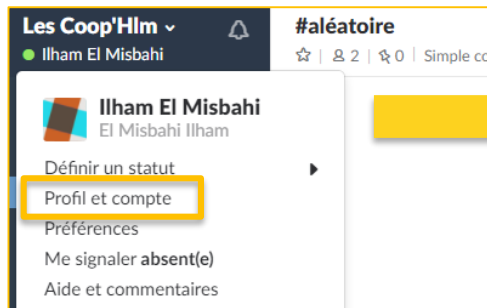 Les Coop'Hlm
Ilham El Misbahi
#aléatoire
2 | 0 | Simple co
Ilham El Misbahi
El Misbahi Ilham
Définir un statut
Profil et compte
Préférences
Me signaler absent(e)
Aide et commentaires